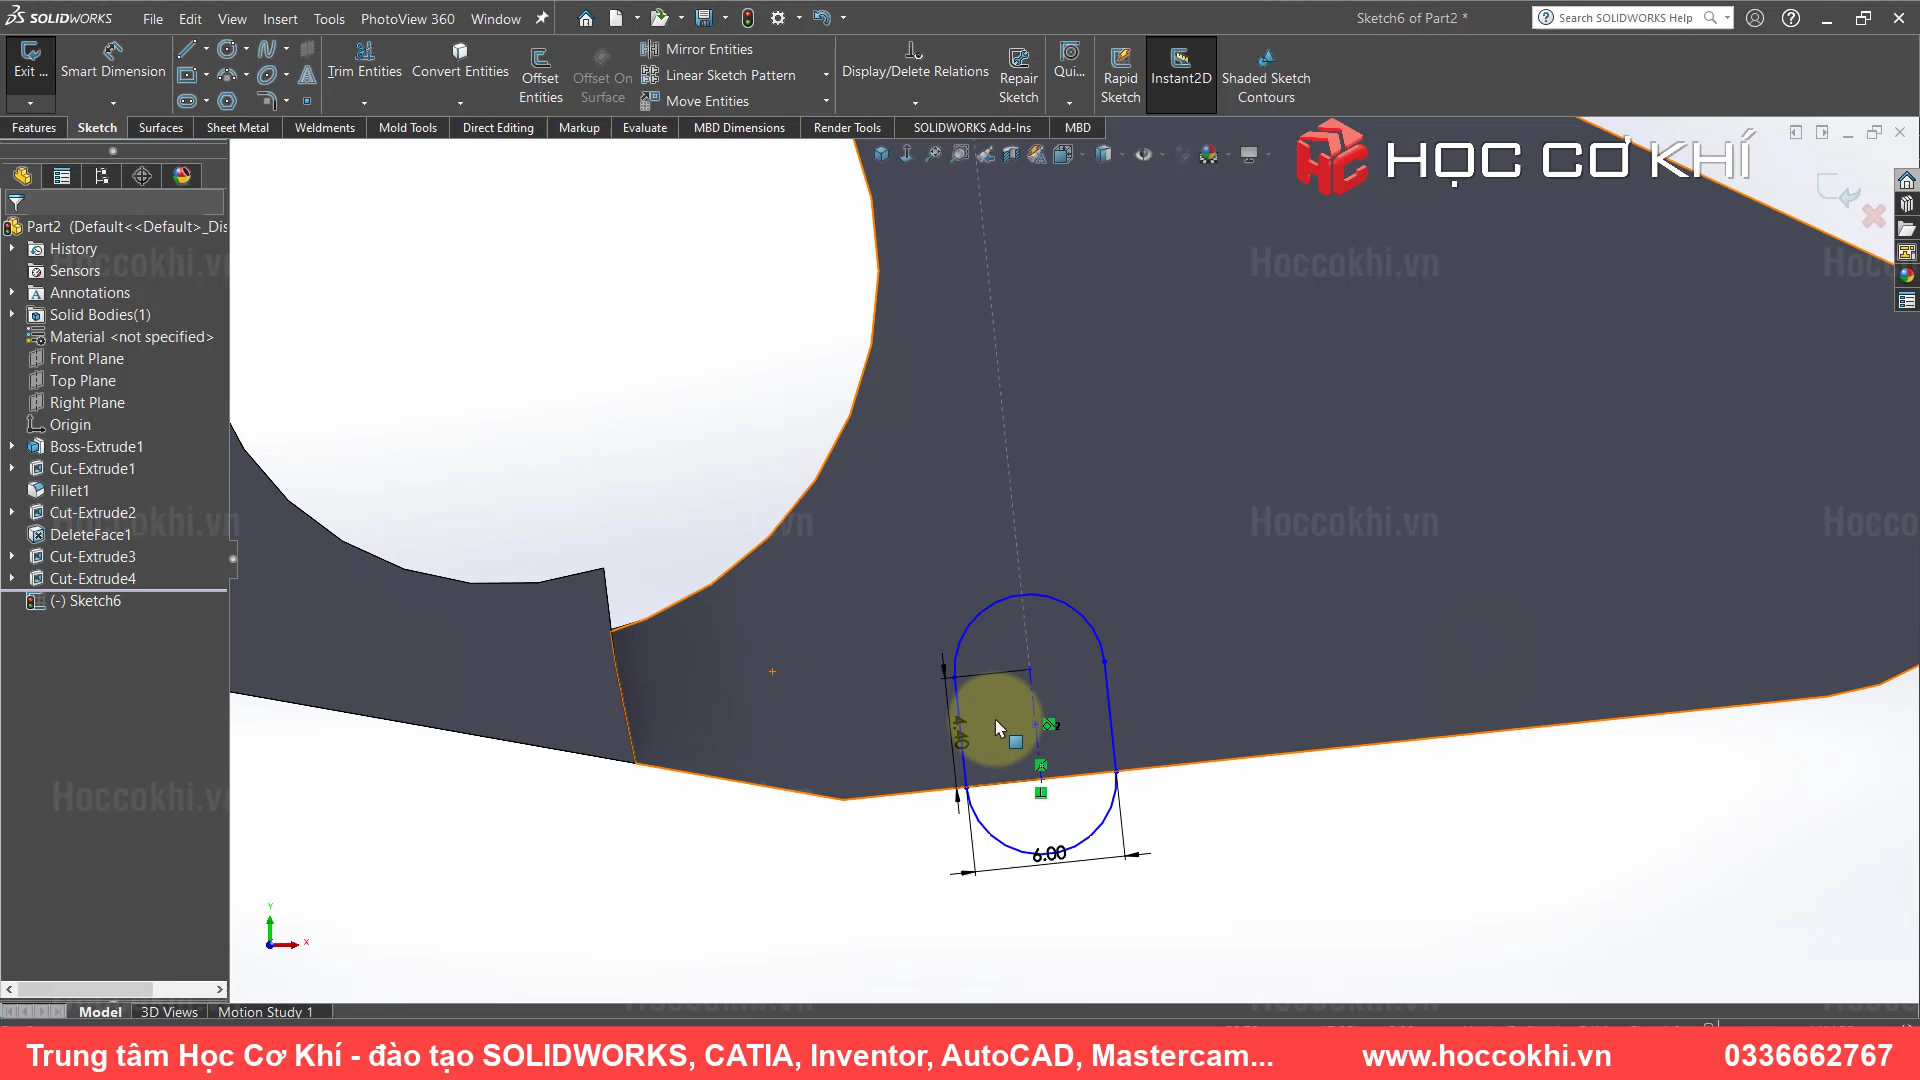 SOLIDWORKS
File Edit View Insert Tools PhotoView 360 Window
Sketch6 of Part2 *
Search SOLIDWORKS Help
Exit ...
Smart Dimension
Trim Entities
Convert Entities
Offset Entities
Offset On Surface
Mirror Entities
Linear Sketch Pattern
Move Entities
Display/Delete Relations
Repair Sketch
Qui...
Rapid Sketch
Instant2D
Shaded Sketch Contours
Features Sketch Surfaces Sheet Metal Weldments Mold Tools Direct Editing Markup Evaluate MBD Dimensions Render Tools SOLIDWORKS Add-Ins MBD
HC HỌC CƠ KHÍ
Part2 (Default<<Default>_Dis
History
Sensors
Annotations
Solid Bodies(1)
Material <not specified>
Front Plane
Top Plane
Right Plane
Origin
Boss-Extrude1
Cut-Extrude1
Fillet1
Cut-Extrude2
DeleteFace1
Cut-Extrude3
Cut-Extrude4
(-) Sketch6
Hoccokhi.vn
Hoccokhi.vn
4.40
2
6.00
Y
X
Model 3D Views Motion Study 1
Trung tâm Học Cơ Khí - đào tạo SOLIDWORKS, CATIA, Inventor, AutoCAD, Mastercam... www.hoccokhi.vn 0336662767